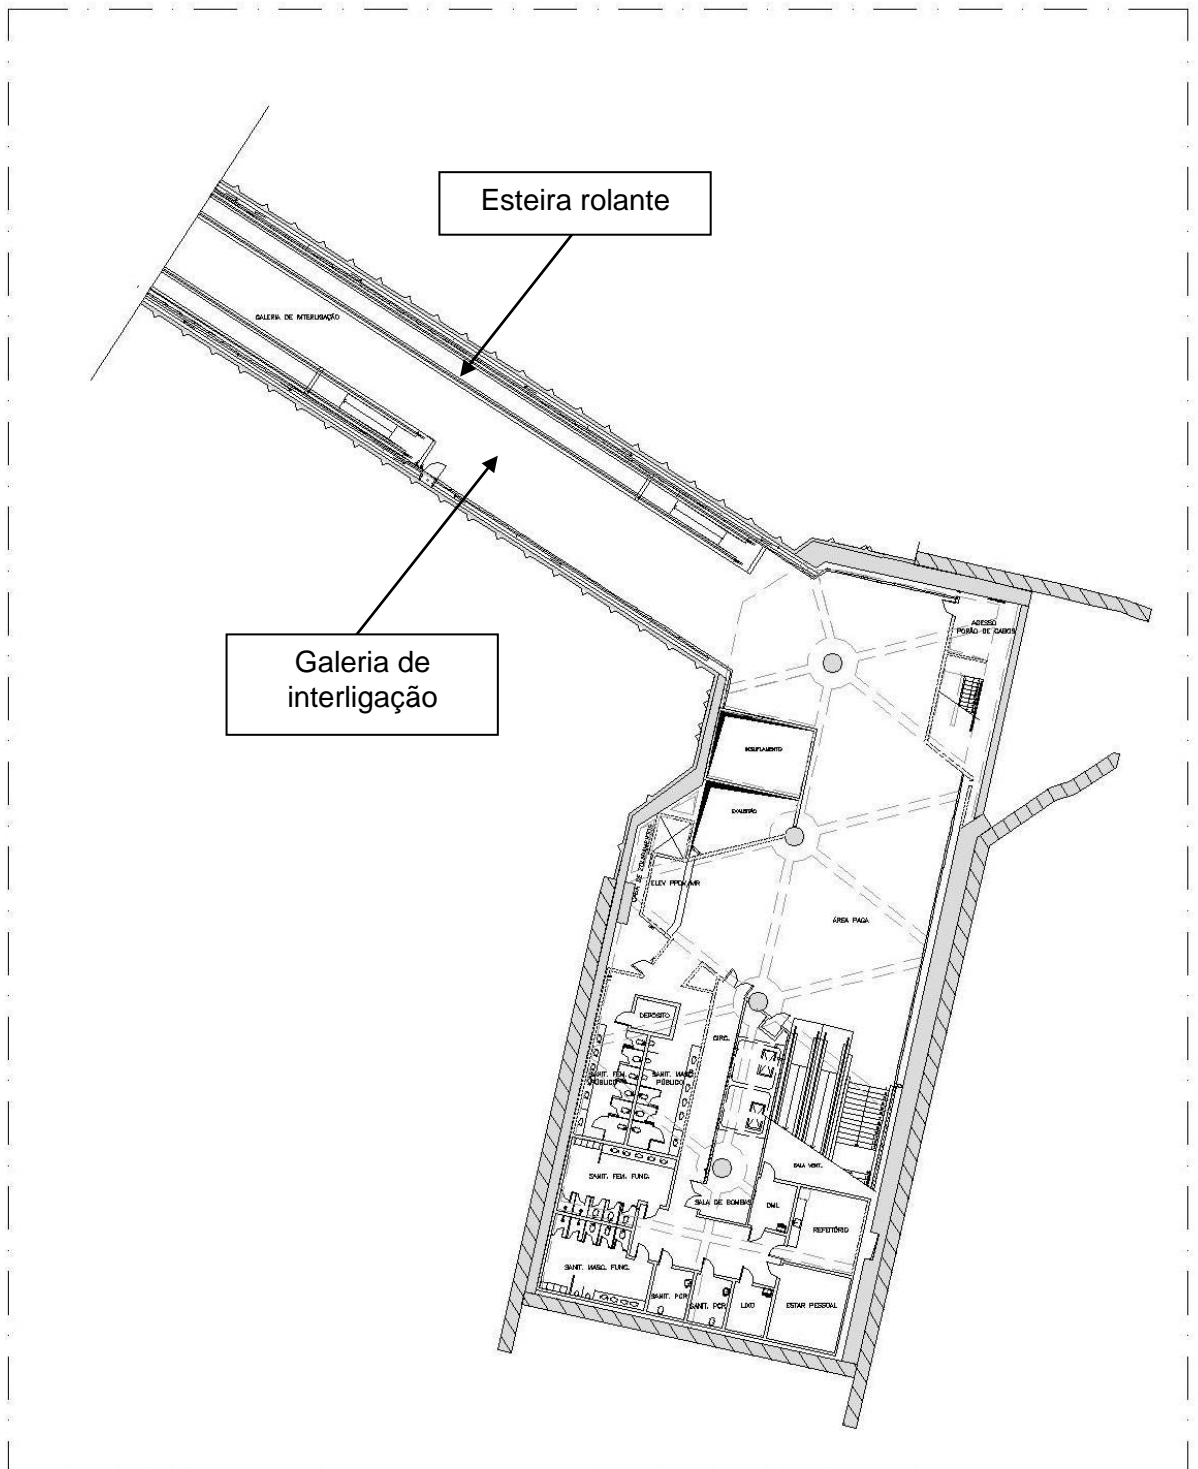 Esteira rolante
GALERIA DE INTERLIGAÇÃO
Galeria de
interligação
ACESSO
PORÃO DE CABOS
INSUFLAMENTO
EXAUSTÃO
ELEV PPDF/MR
ÁREA PAGA
DEPÓSITO
CIRC.
SANIT. FEM.
PÚBLICO
SANIT. MASC.
PÚBLICO
SALA VENT.
SANIT. FEM. FUNC.
SALA DE BOMBAS
DML
REFEITÓRIO
SANIT. MASC. FUNC.
SANIT. PCR
SANIT. PCR
LIXO
ESTAR PESSOAL